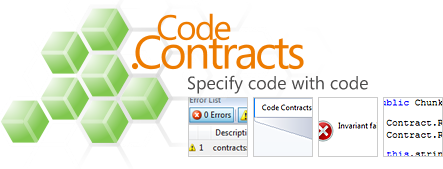 Code
.Contracts
Specify code with code
Error List
0 Errors
Descripti
1 contracts:
Code Contracts
Invariant fa
public Chunk
Contract.R
Contract.R
this.strin